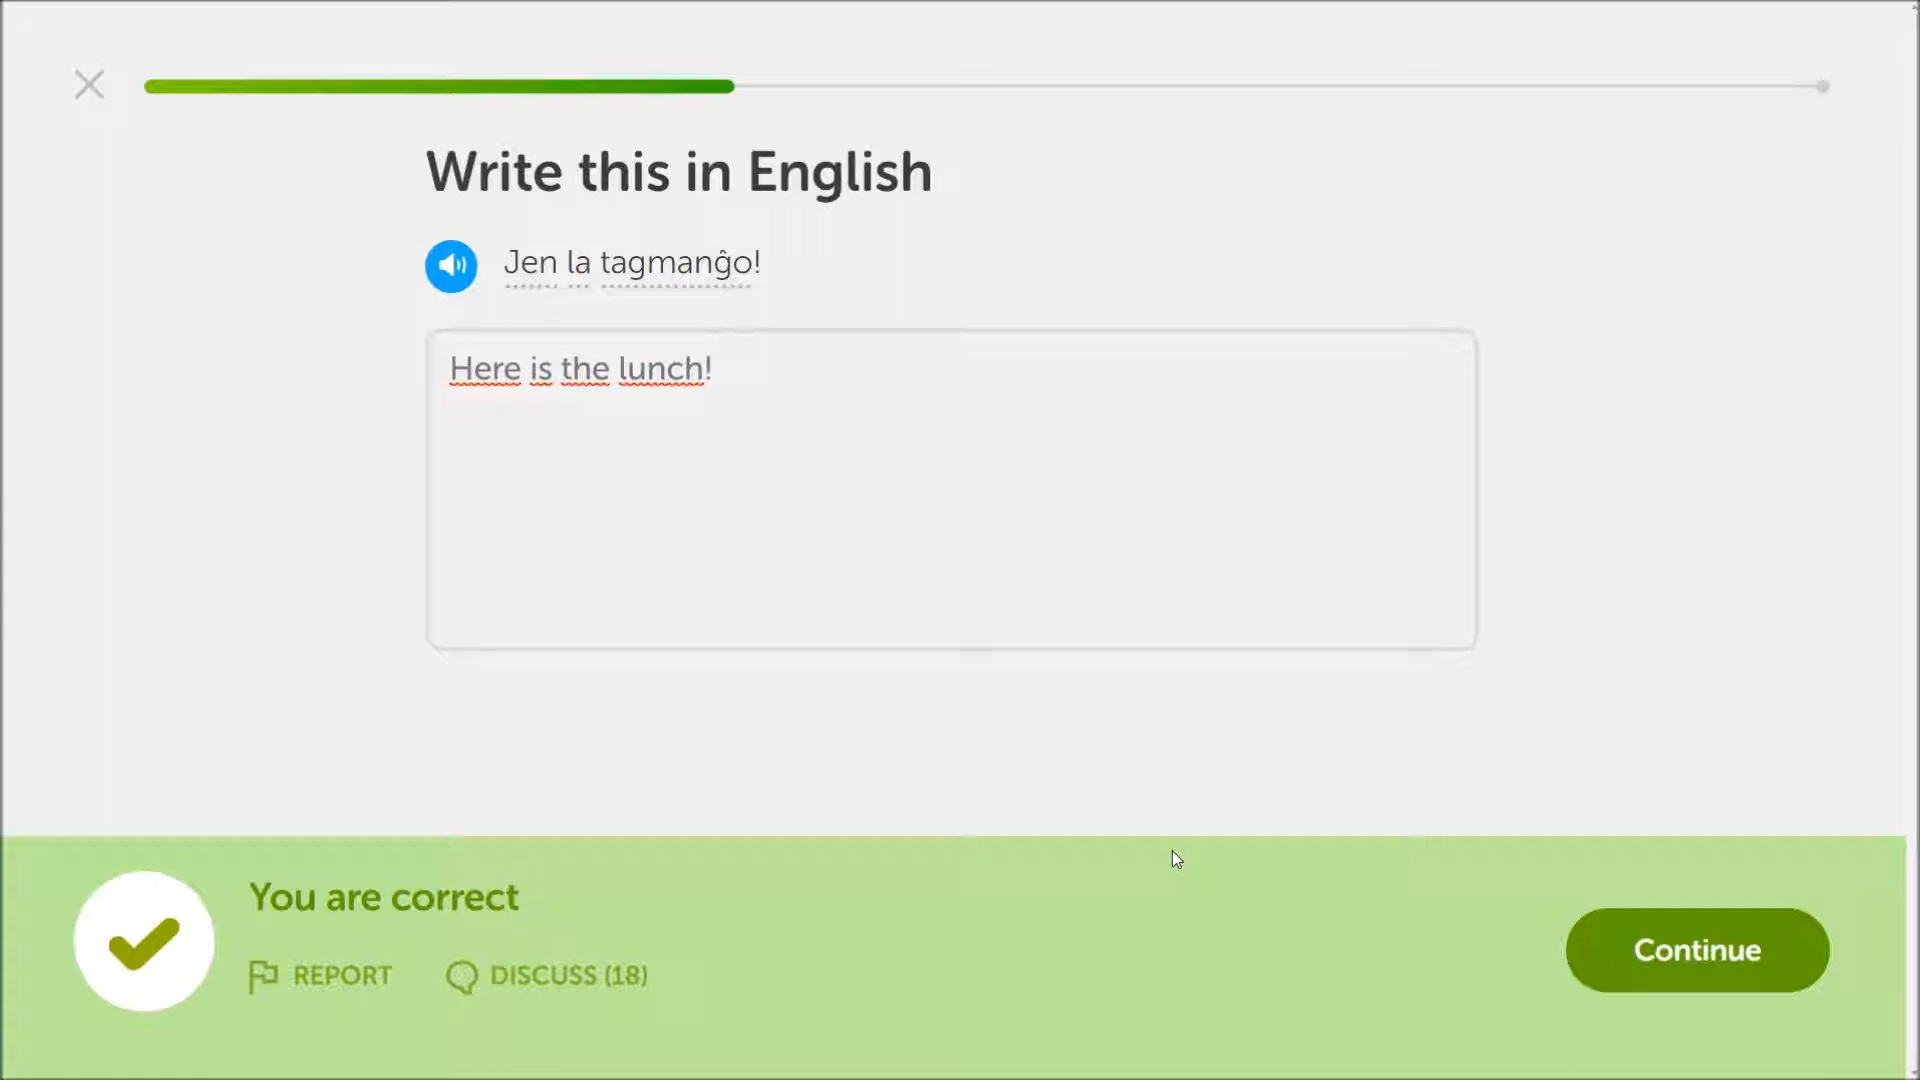 Write this in English
Jen la tagmanĝo!
Here is the lunch!
You are correct
REPORT
DISCUSS (18)
Continue